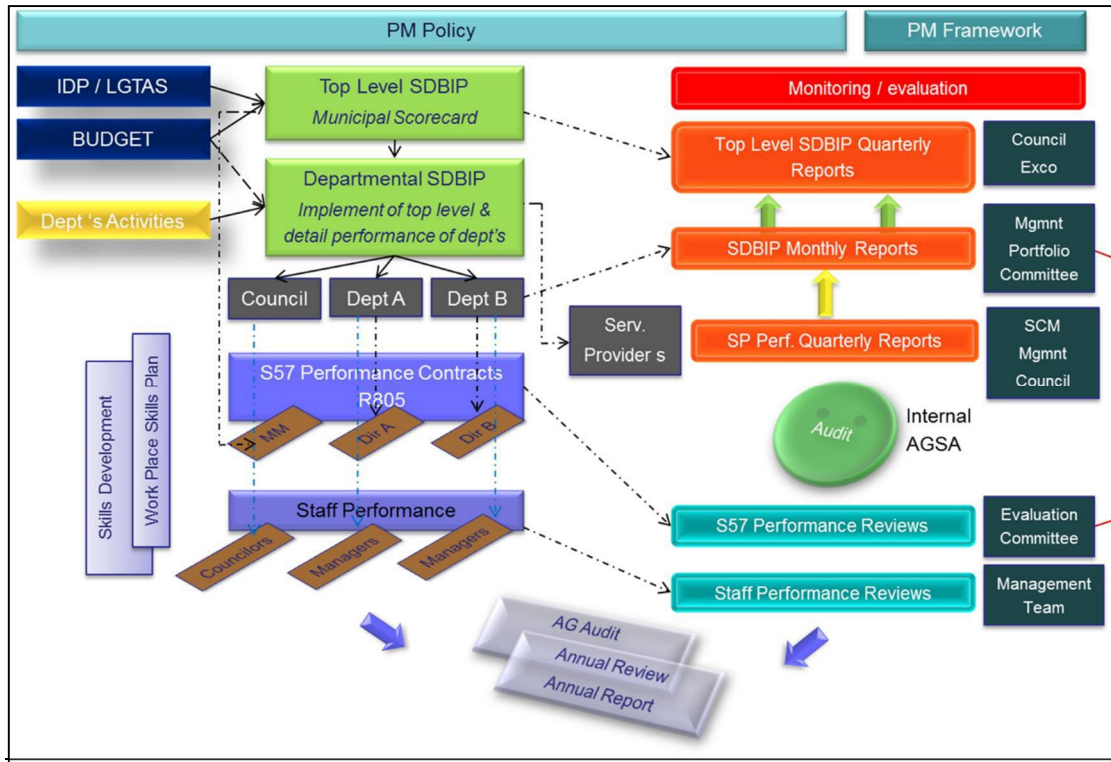 PM Policy
PM Framework
IDP / LGTAS
BUDGET
Dept 's Activities
Top Level SDBIP
Municipal Scorecard
Departmental SDBIP
Implement of top level &
detail performance of dept's
Council
Dept A
Dept B
Serv.
Provider s
S57 Performance Contracts
R805
MM
Dir A
Dir B
Skills Development
Work Place Skills Plan
Staff Performance
Councilors
Managers
Managers
Monitoring / evaluation
Top Level SDBIP Quarterly
Reports
Council
Exco
SDBIP Monthly Reports
Mgmnt
Portfolio
Committee
SP Perf. Quarterly Reports
SCM
Mgmnt
Council
Audit
Internal
AGSA
S57 Performance Reviews
Evaluation
Committee
Staff Performance Reviews
Management
Team
AG Audit
Annual Review
Annual Report